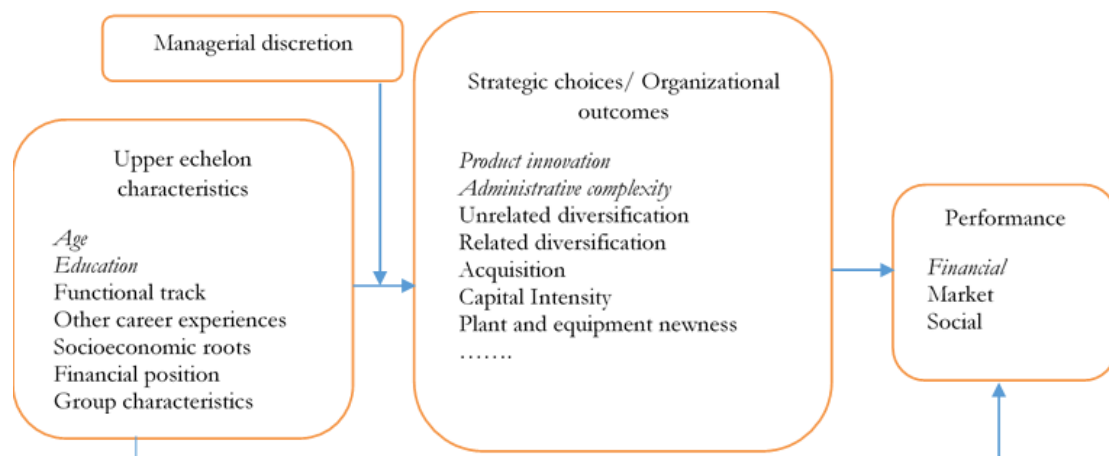 Managerial discretion
Upper echelon
characteristics
Age
Education
Functional track
Other career experiences
Socioeconomic roots
Financial position
Group characteristics
Strategic choices/ Organizational
outcomes
Product innovation
Administrative complexity
Unrelated diversification
Related diversification
Acquisition
Capital Intensity
Plant and equipment newness
…….
Performance
Financial
Market
Social